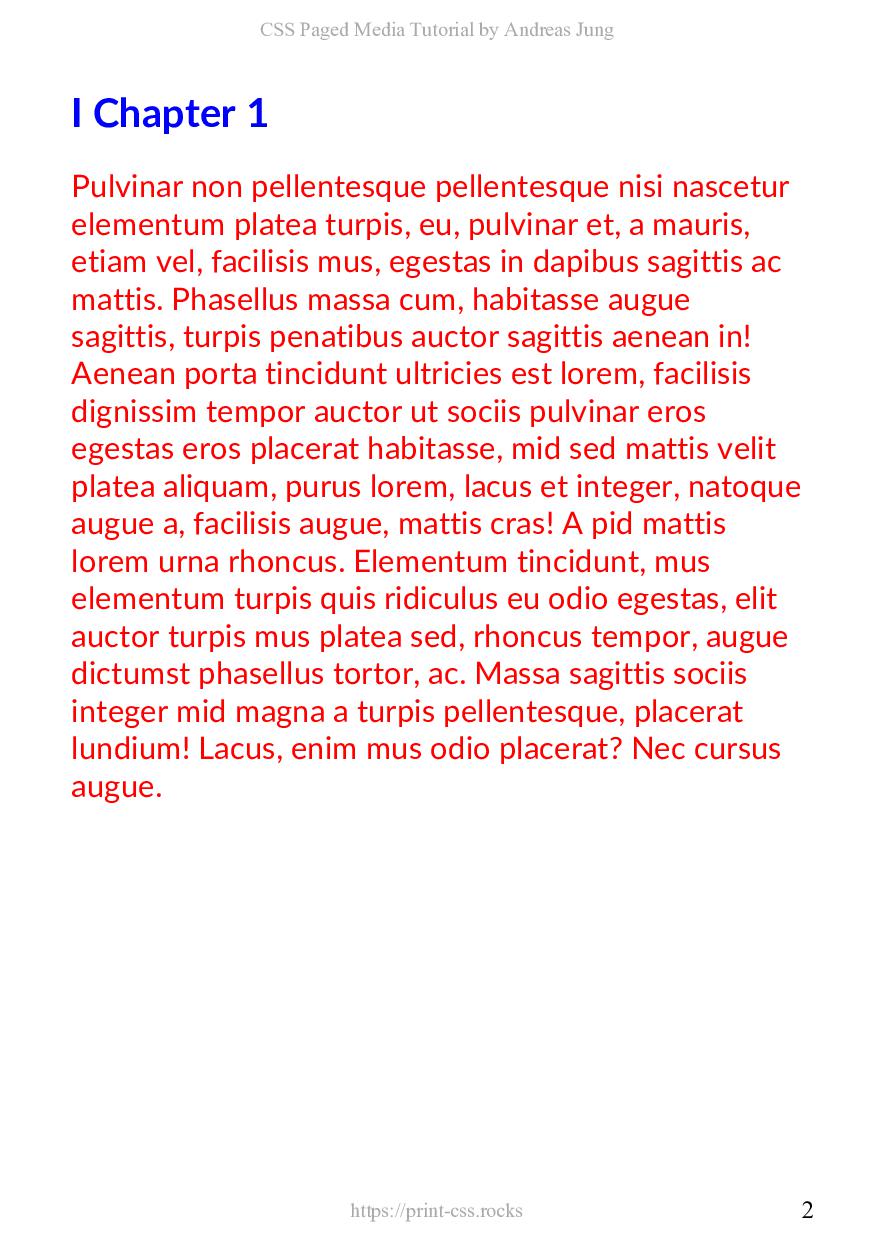 CSS Paged Media Tutorial by Andreas Jung
I Chapter 1
Pulvinar non pellentesque pellentesque nisi nascetur
elementum platea turpis, eu, pulvinar et, a mauris,
etiam vel, facilisis mus, egestas in dapibus sagittis ac
mattis. Phasellus massa cum, habitasse augue
sagittis, turpis penatibus auctor sagittis aenean in!
Aenean porta tincidunt ultricies est lorem, facilisis
dignissim tempor auctor ut sociis pulvinar eros
egestas eros placerat habitasse, mid sed mattis velit
platea aliquam, purus lorem, lacus et integer, natoque
augue a, facilisis augue, mattis cras! A pid mattis
lorem urna rhoncus. Elementum tincidunt, mus
elementum turpis quis ridiculus eu odio egestas, elit
auctor turpis mus platea sed, rhoncus tempor, augue
dictumst phasellus tortor, ac. Massa sagittis sociis
integer mid magna a turpis pellentesque, placerat
lundium! Lacus, enim mus odio placerat? Nec cursus
augue.
https://print-css.rocks
2